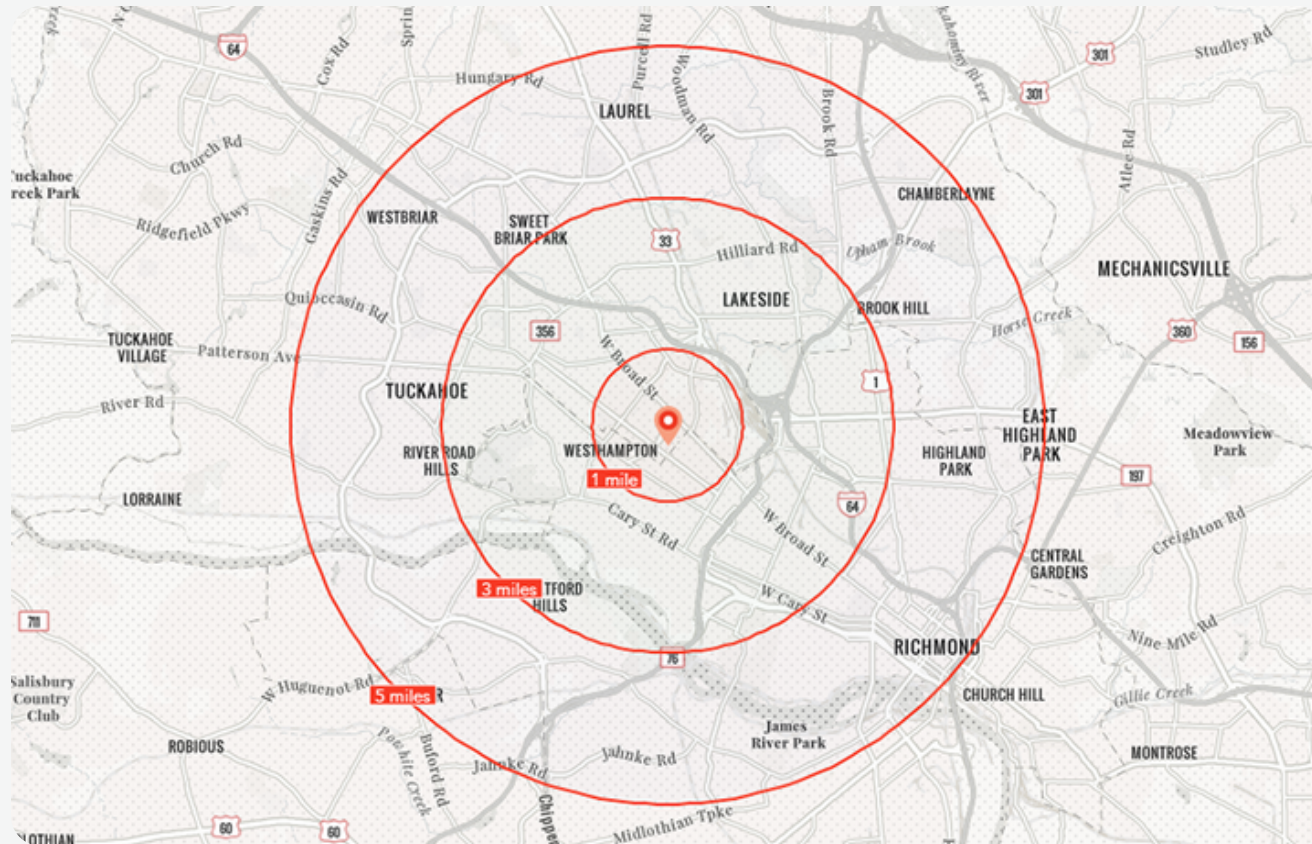 64
Cox Rd
Hungary Rd
Purcell Rd
Woodman Rd
LAUREL
Brook Rd
301
Studley Rd
301
Atlee Rd
Church Rd
Tuckahoe
reek Park
Ridgefield Pkwy
Gaskins Rd
WESTBRIAR
SWEET
BRIAR PARK
33
Hilliard Rd
CHAMBERLAYNE
Upham Brook
MECHANICSVILLE
LAKESIDE
BROOK HILL
Horse Creek
Quioccasin Rd
356
360
156
TUCKAHOE
VILLAGE
Patterson Ave
W Broad St
1
TUCKAHOE
River Rd
EAST
HIGHLAND
PARK
Meadowview
Park
RIVER ROAD
HILLS
WESTHAMPTON
HIGHLAND
PARK
1 mile
197
LORRAINE
64
Cary St Rd
W Broad St
Creighton Rd
CENTRAL
GARDENS
3 miles
TFORD
HILLS
W Cary St
711
Nine Mile Rd
RICHMOND
76
Salisbury
Country
Club
W Huguenot Rd
5 miles
R
CHURCH HILL
Gillie Creek
James
River Park
ROBIOUS
Powhite Creek
Buford Rd
Jahnke Rd
Jahnke Rd
MONTROSE
60
60
Midlothian Tpke
LOTHIAN